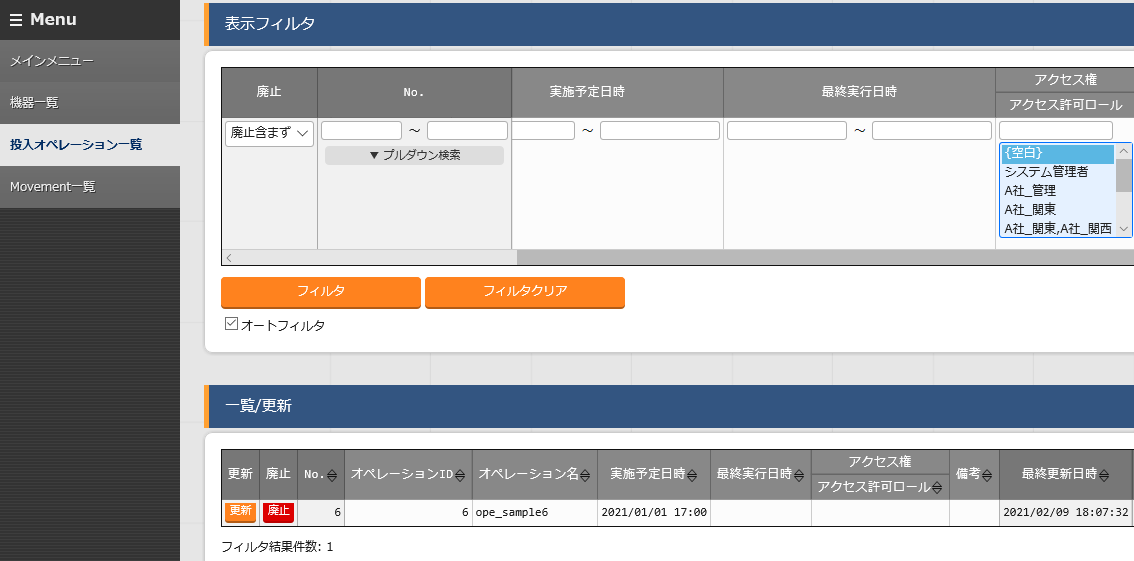 ☰ Menu
メインメニュー
機器一覧
投入オペレーション一覧
Movement一覧
表示フィルタ
廃止 No. 実施予定日時 最終実行日時 アクセス権
アクセス許可ロール
廃止含まず ～ ～ ～
▼プルダウン検索
{空白}
システム管理者
A社_管理
A社_関東
A社_関東,A社_関西
フィルタ フィルタクリア
オートフィルタ
一覧/更新
更新 廃止 No. オペレーションID オペレーション名 実施予定日時 最終実行日時 アクセス権 備考 最終更新日時
アクセス許可ロール
更新 廃止 6 6 ope_sample6 2021/01/01 17:00 2021/02/09 18:07:32
フィルタ結果件数: 1